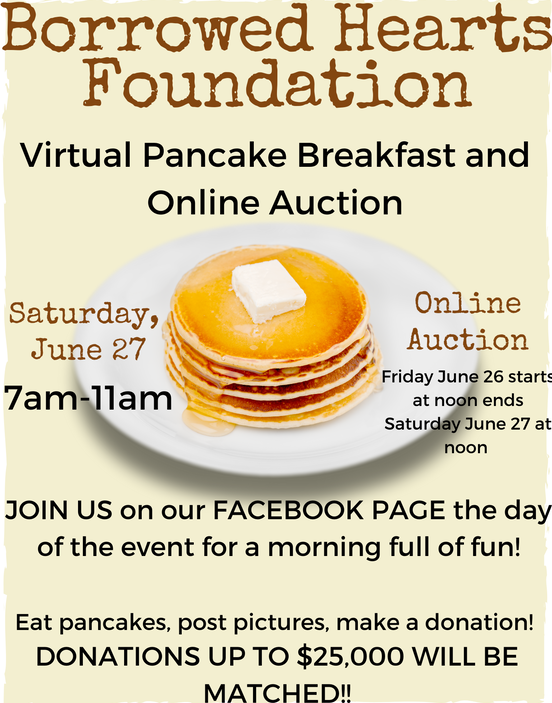 Borrowed Hearts
Foundation
Virtual Pancake Breakfast and
Online Auction
Saturday,
June 27
7am-11am
Online
Auction
Friday June 26 starts
at noon ends
Saturday June 27 at
noon
JOIN US on our FACEBOOK PAGE the day
of the event for a morning full of fun!
Eat pancakes, post pictures, make a donation!
DONATIONS UP TO $25,000 WILL BE
MATCHED!!